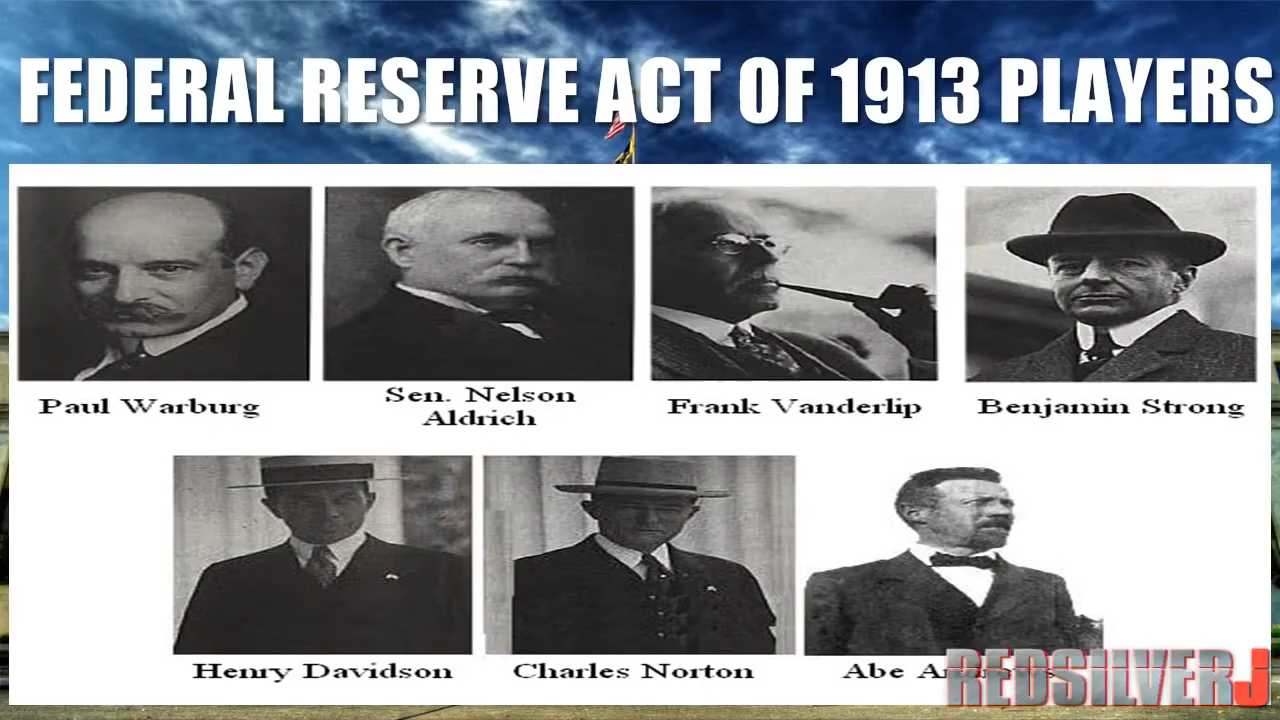 FEDERAL RESERVE ACT OF 1913 PLAYERS
Paul Warburg
Sen. Nelson
Aldrich
Frank Vanderlip
Benjamin Strong
Henry Davidson
Charles Norton
Abe Andrews
REDSILVERJ